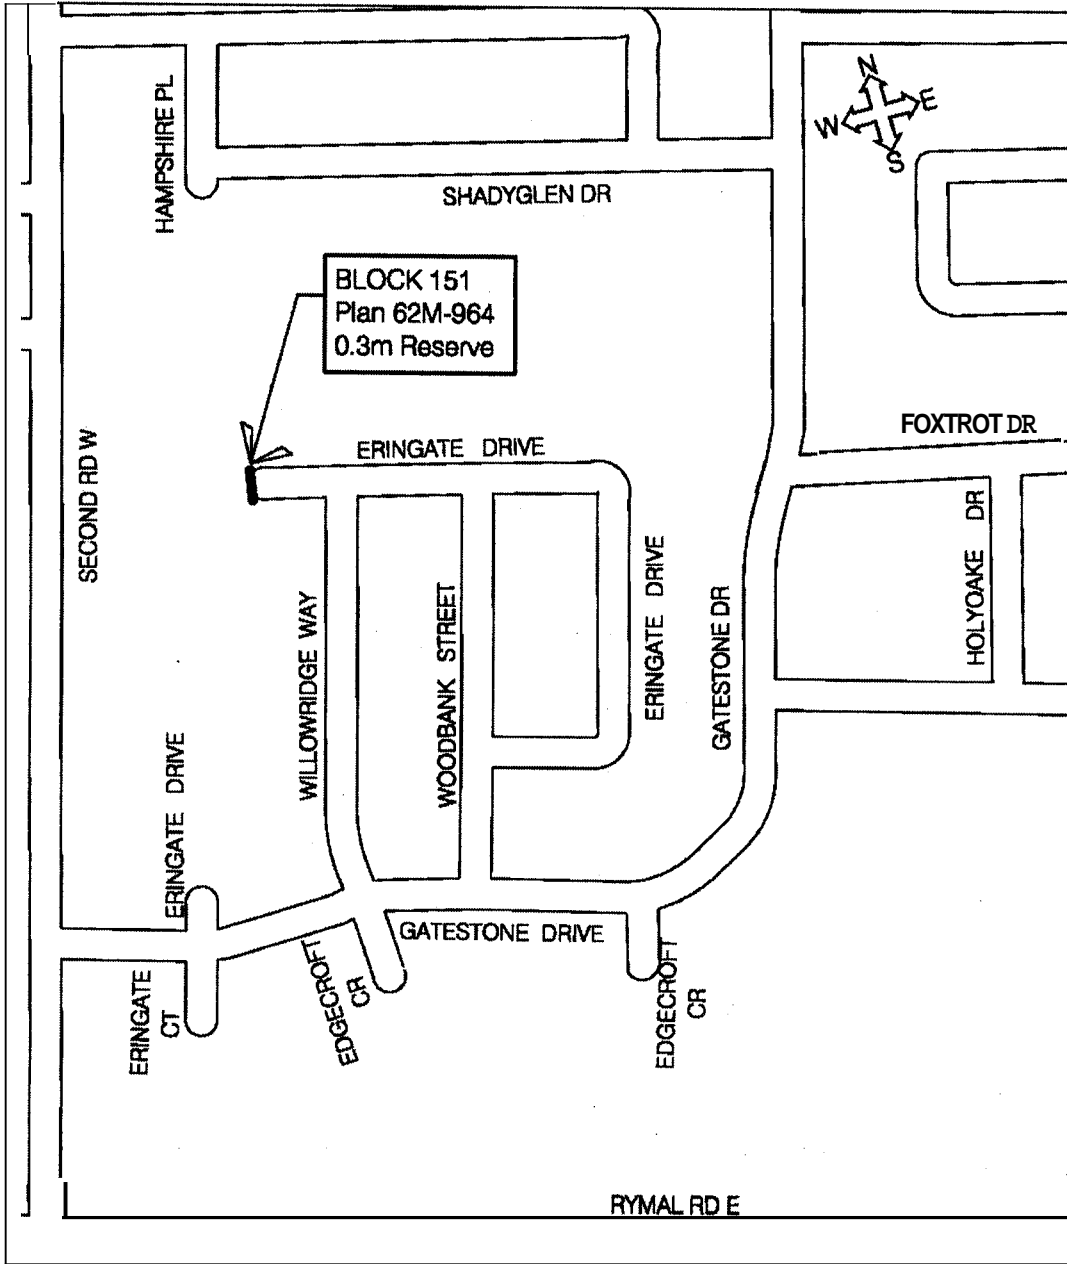 HAMPSHIRE PL
N
E
W
S
SHADYGLEN DR
BLOCK 151
Plan 62M-964
0.3m Reserve
FOXTROT DR
ERINGATE DRIVE
SECOND RD W
HOLYOAKE DR
ERINGATE DRIVE
GATESTONE DR
WOODBANK STREET
WILLOWRIDGE WAY
ERINGATE DRIVE
GATESTONE DRIVE
ERINGATE
CT
EDGECROFT
CR
EDGECROFT
CR
RYMAL RD E